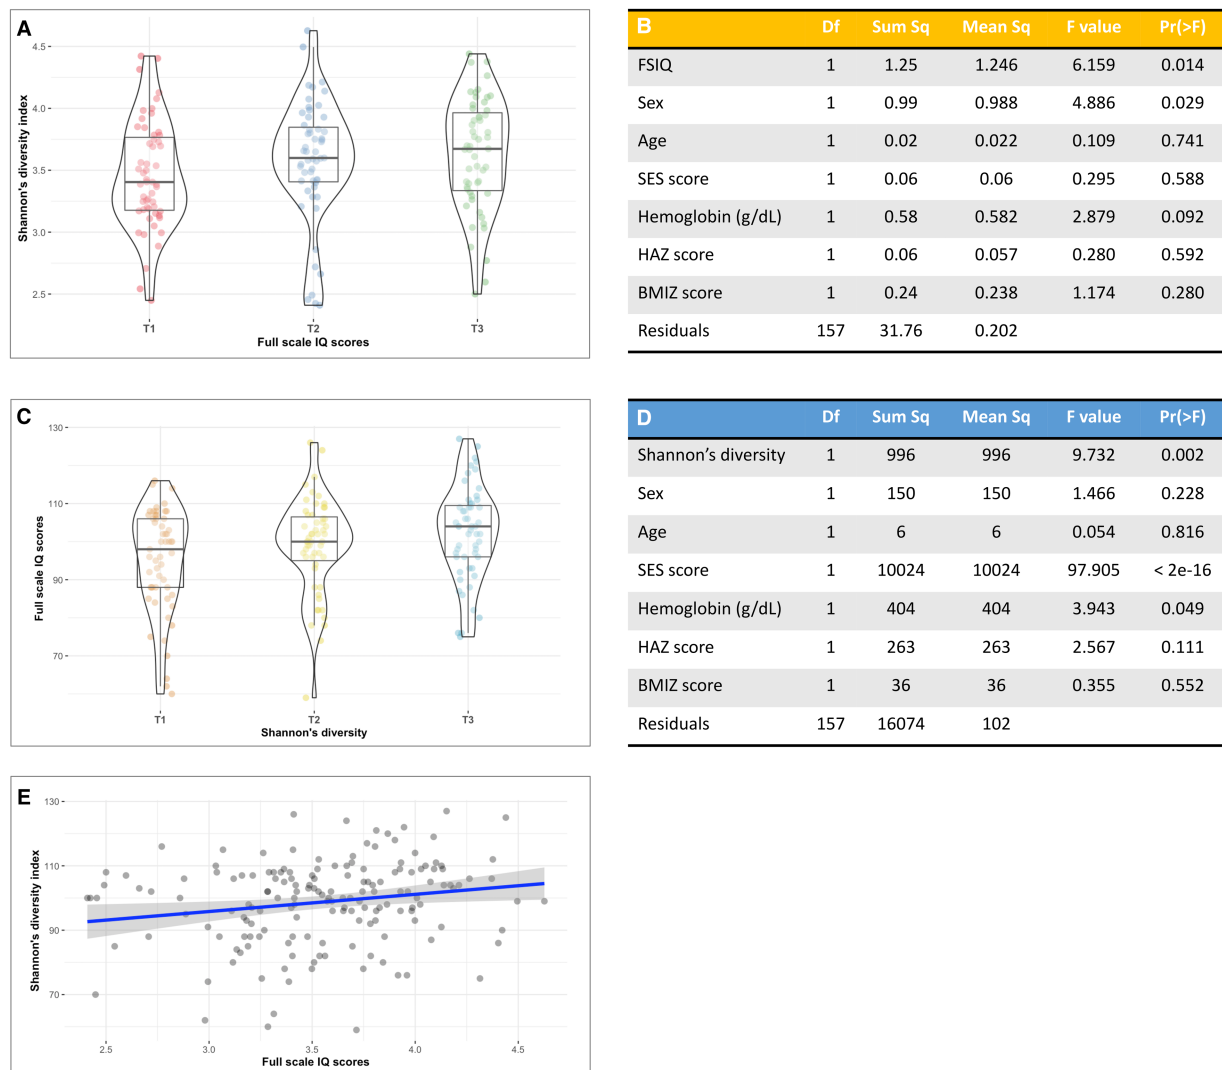 A
Shannon's diversity index
4.5
4.0
3.5
3.0
2.5
T1 T2 T3
Full scale IQ scores
B Df Sum Sq Mean Sq F value Pr(>F)
FSIQ 1 1.25 1.246 6.159 0.014
Sex 1 0.99 0.988 4.886 0.029
Age 1 0.02 0.022 0.109 0.741
SES score 1 0.06 0.06 0.295 0.588
Hemoglobin (g/dL) 1 0.58 0.582 2.879 0.092
HAZ score 1 0.06 0.057 0.280 0.592
BMIZ score 1 0.24 0.238 1.174 0.280
Residuals 157 31.76 0.202
C
Full scale IQ scores
130
110
90
70
T1 T2 T3
Shannon's diversity
D Df Sum Sq Mean Sq F value Pr(>F)
Shannon’s diversity 1 996 996 9.732 0.002
Sex 1 150 150 1.466 0.228
Age 1 6 6 0.054 0.816
SES score 1 10024 10024 97.905 < 2e-16
Hemoglobin (g/dL) 1 404 404 3.943 0.049
HAZ score 1 263 263 2.567 0.111
BMIZ score 1 36 36 0.355 0.552
Residuals 157 16074 102
E
Shannon's diversity index
130
110
90
70
2.5 3.0 3.5 4.0 4.5
Full scale IQ scores